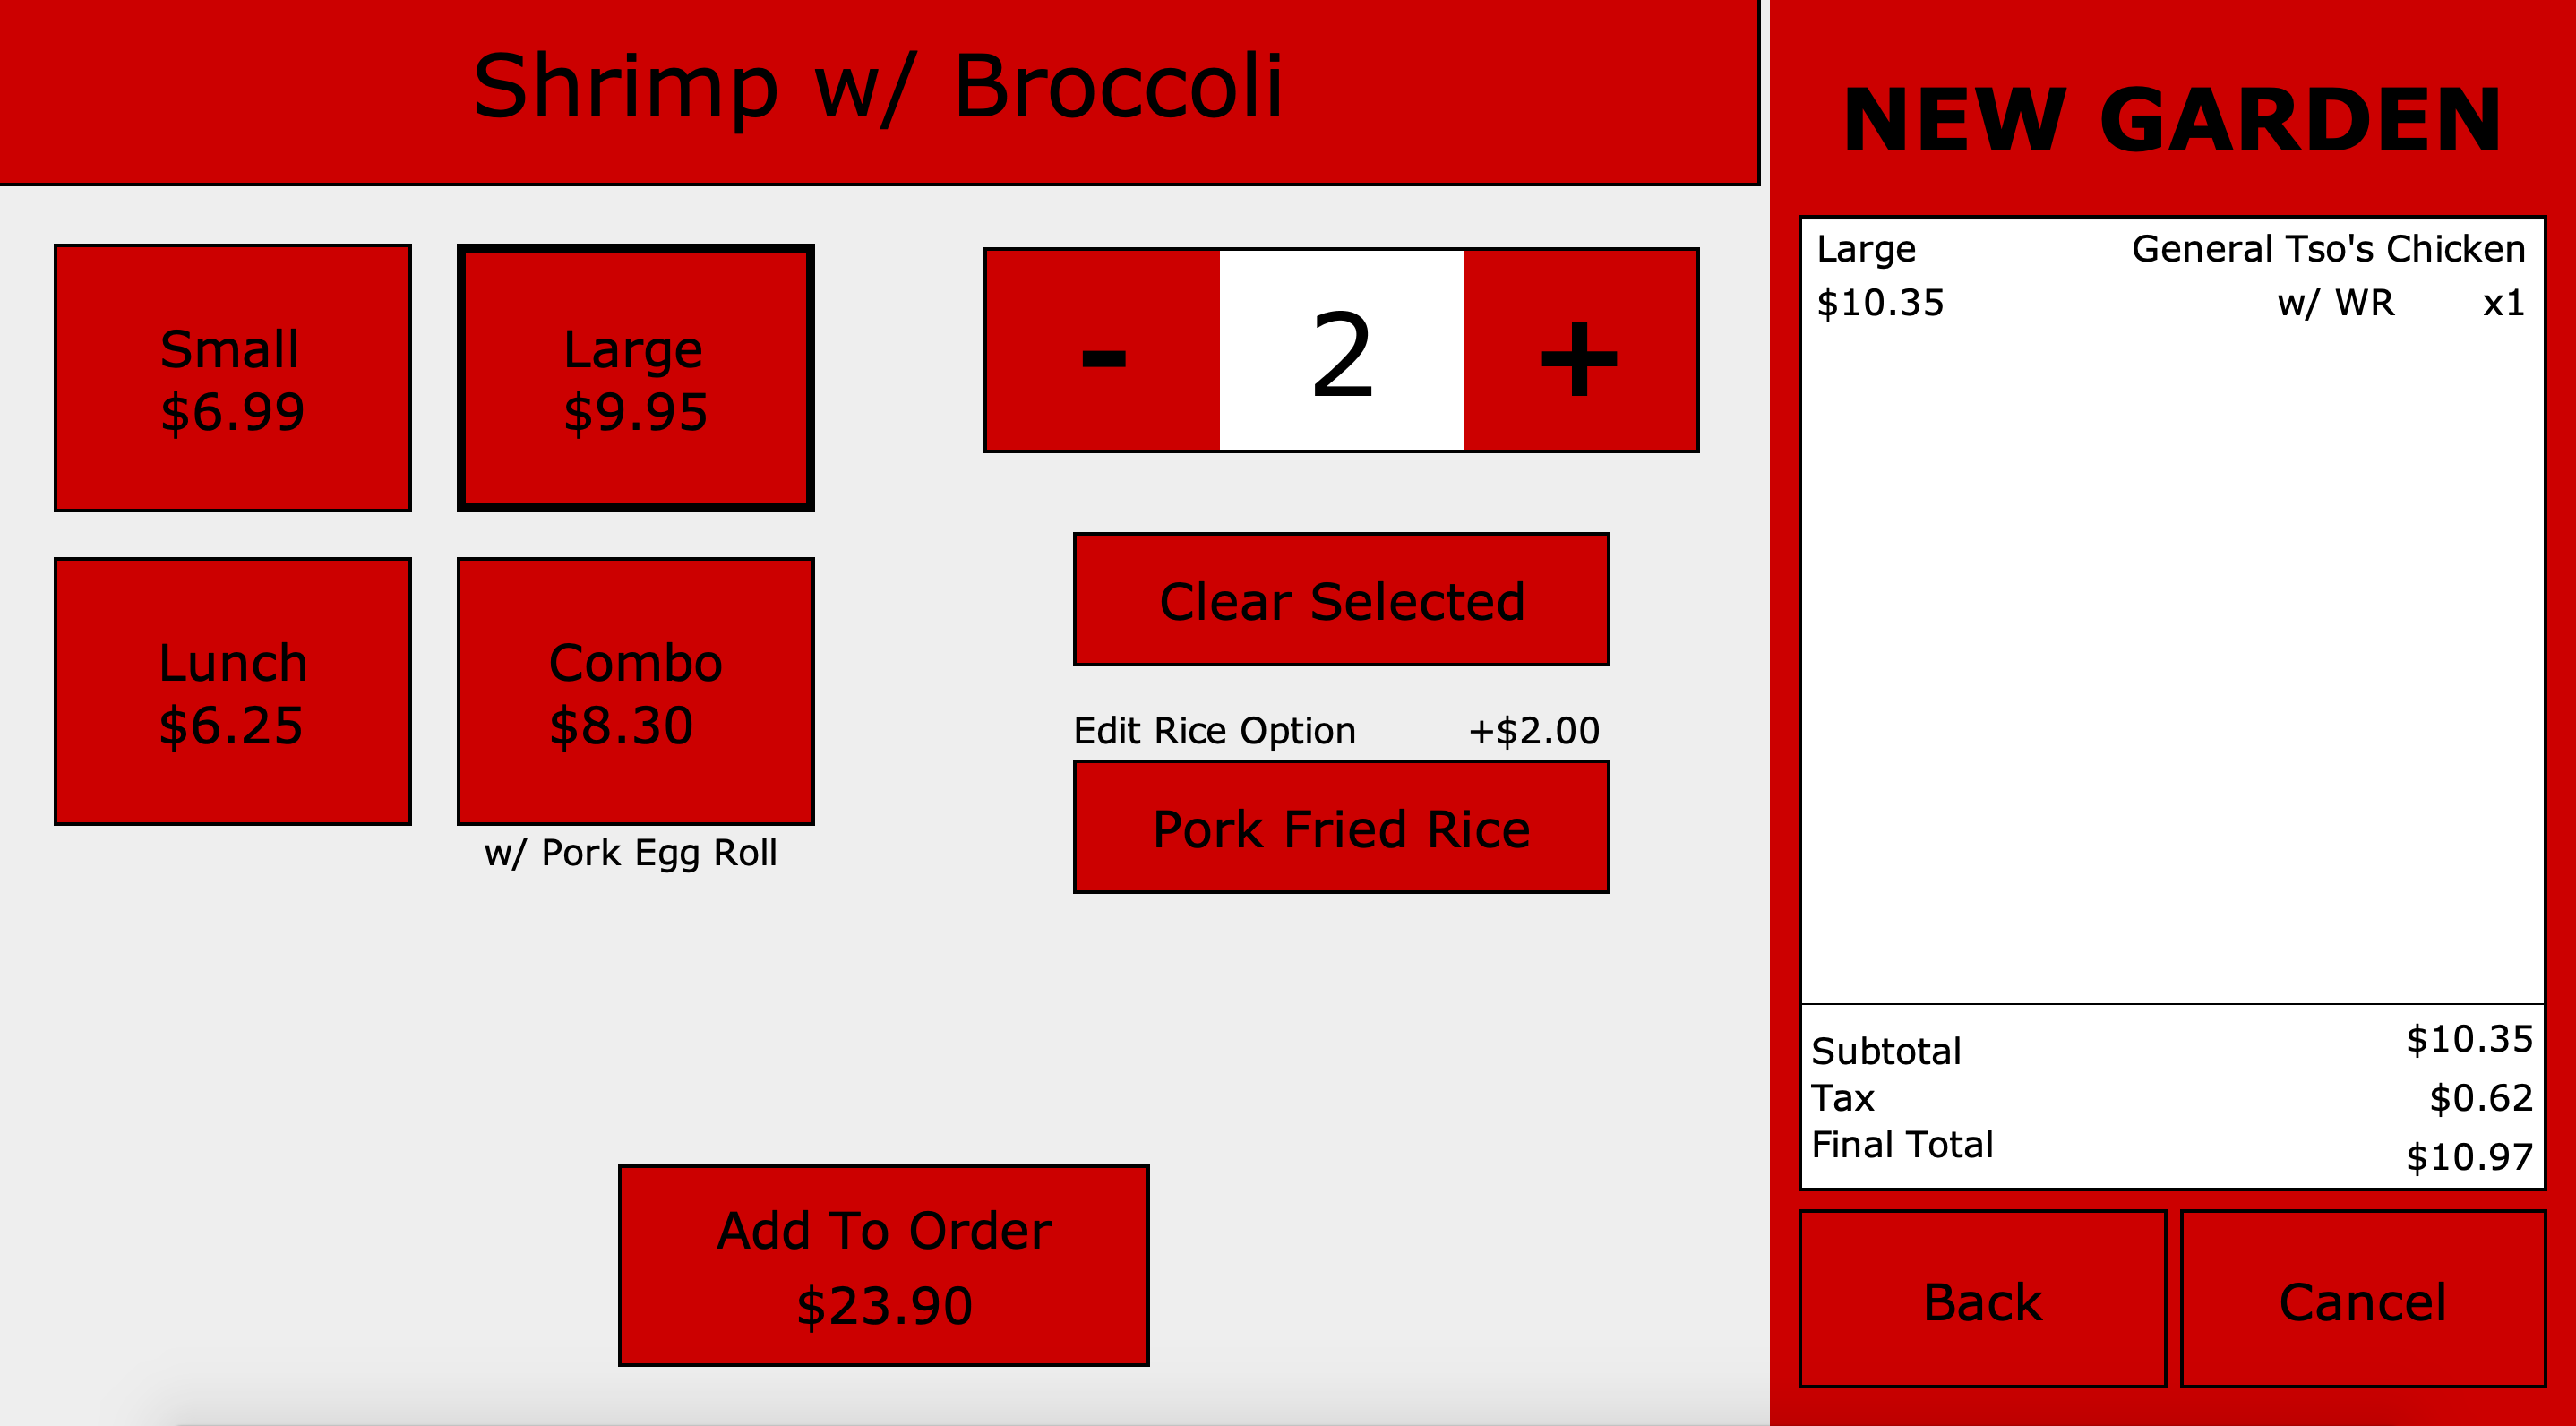 Shrimp w/ Broccoli
Small
$6.99
Large
$9.95
Lunch
$6.25
Combo
$8.30
w/ Pork Egg Roll
- 2 +
Clear Selected
Edit Rice Option +$2.00
Pork Fried Rice
Add To Order
$23.90
NEW GARDEN
Large General Tso's Chicken
$10.35 w/ WR x1
Subtotal $10.35
Tax $0.62
Final Total $10.97
Back
Cancel